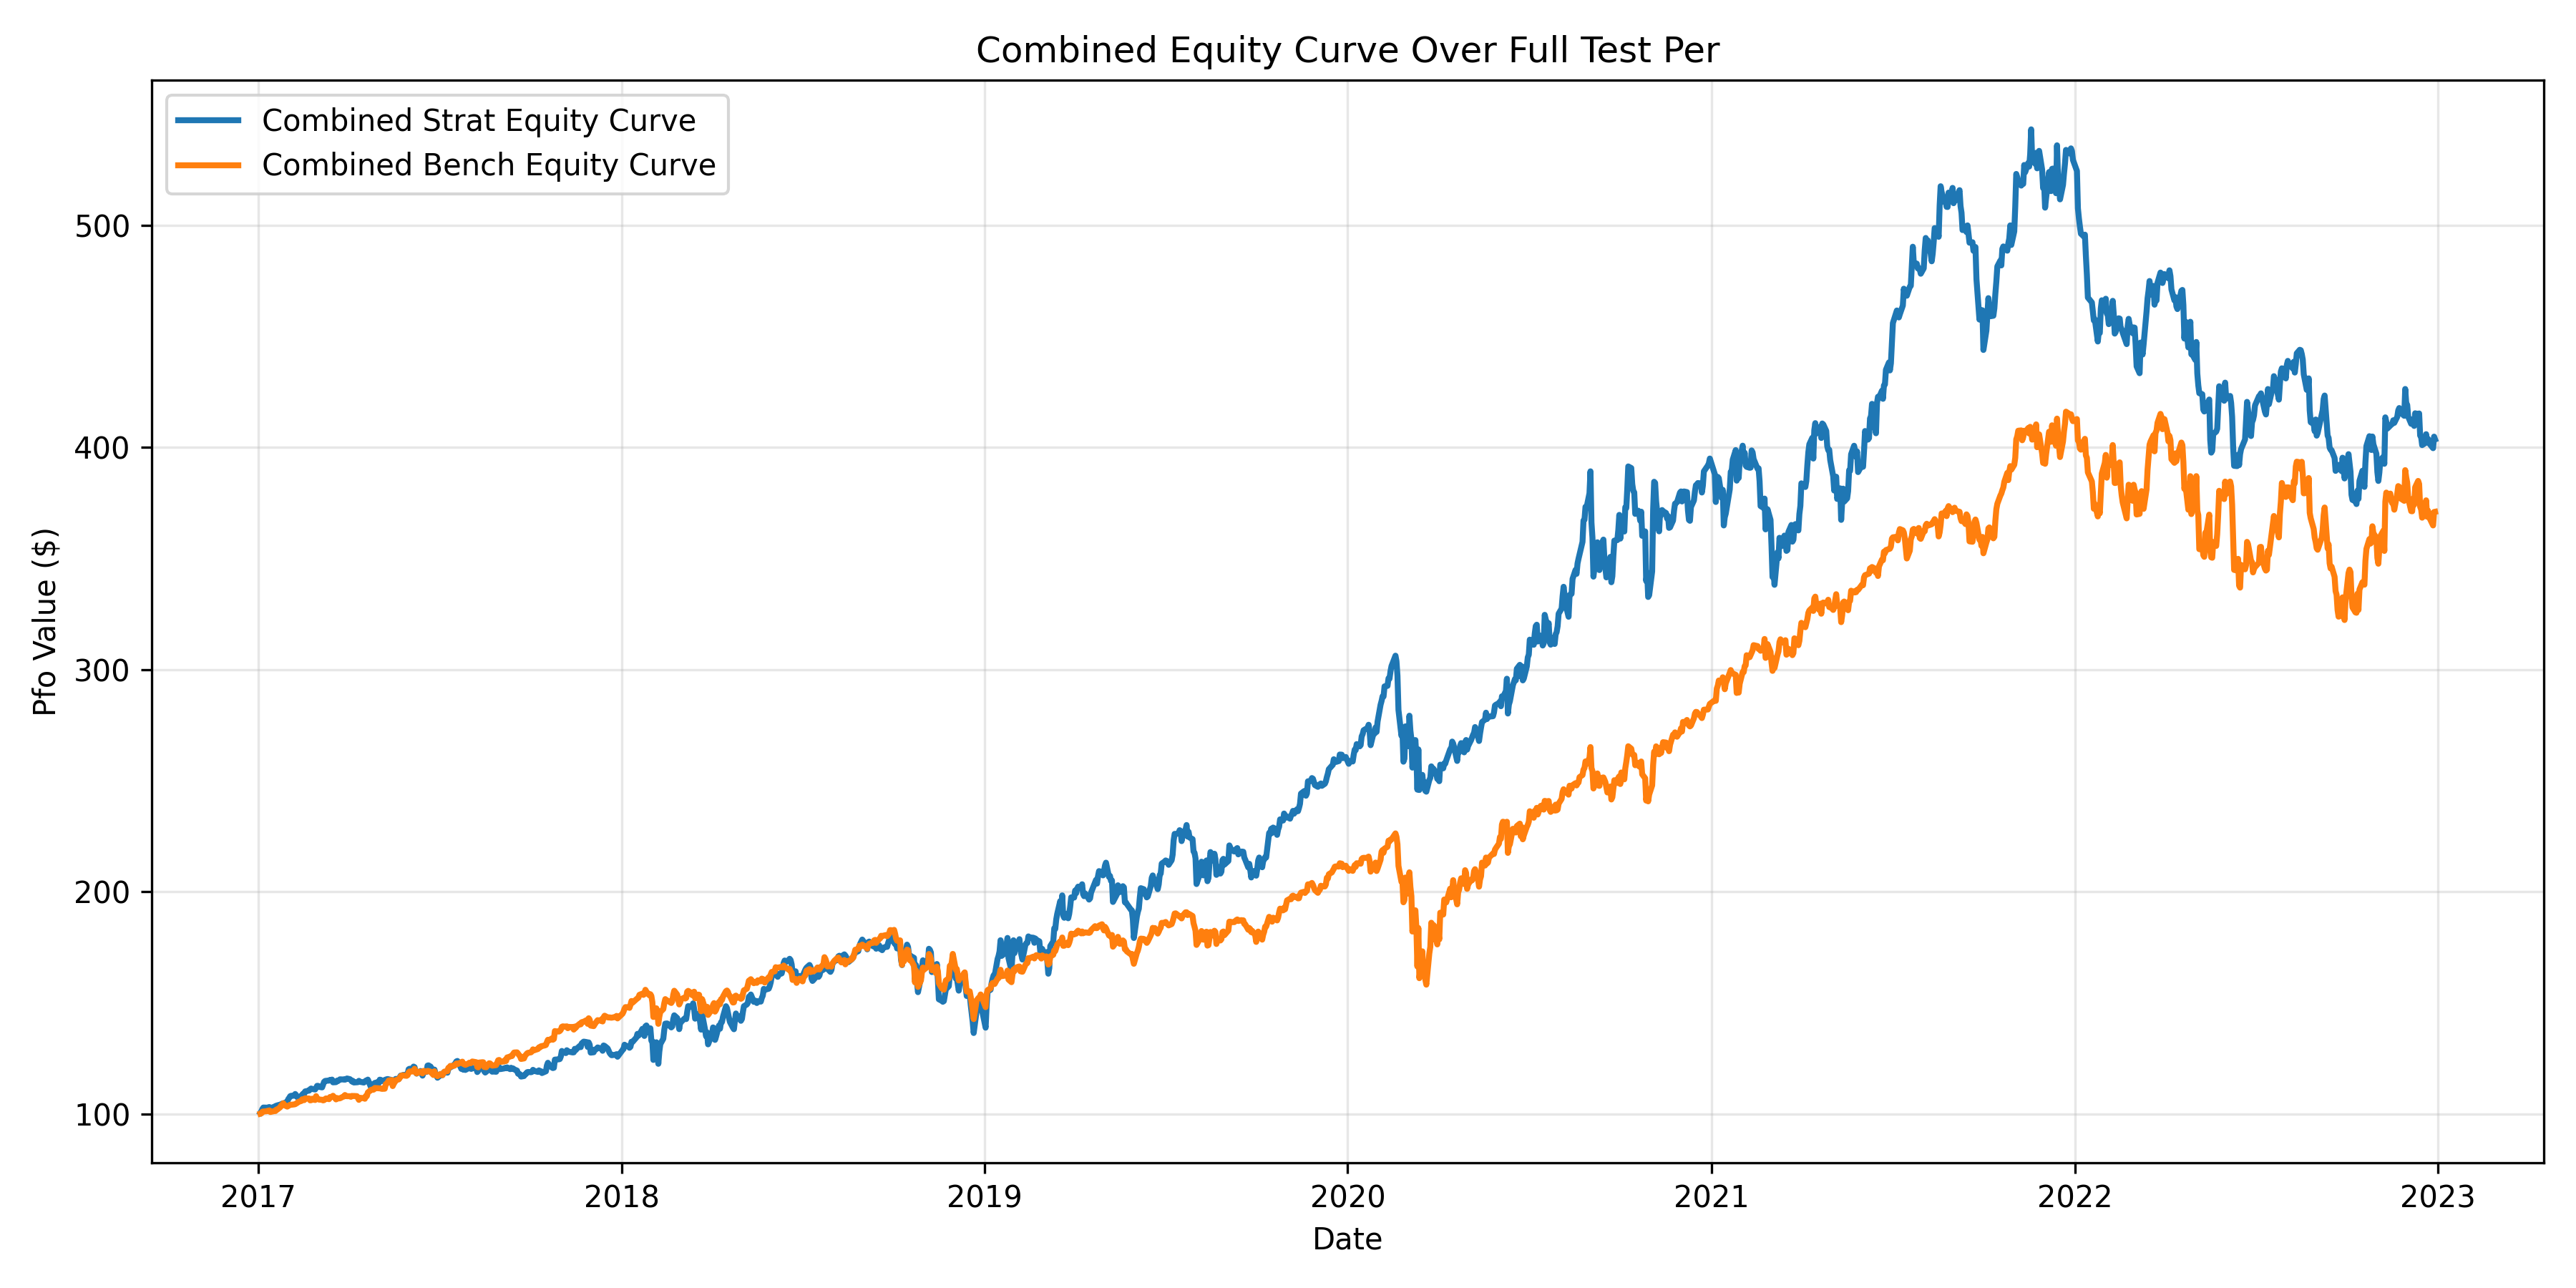 Combined Equity Curve Over Full Test Per
Combined Strat Equity Curve
Combined Bench Equity Curve
Pfo Value ($)
500
400
300
200
100
2017 2018 2019 2020 2021 2022 2023
Date